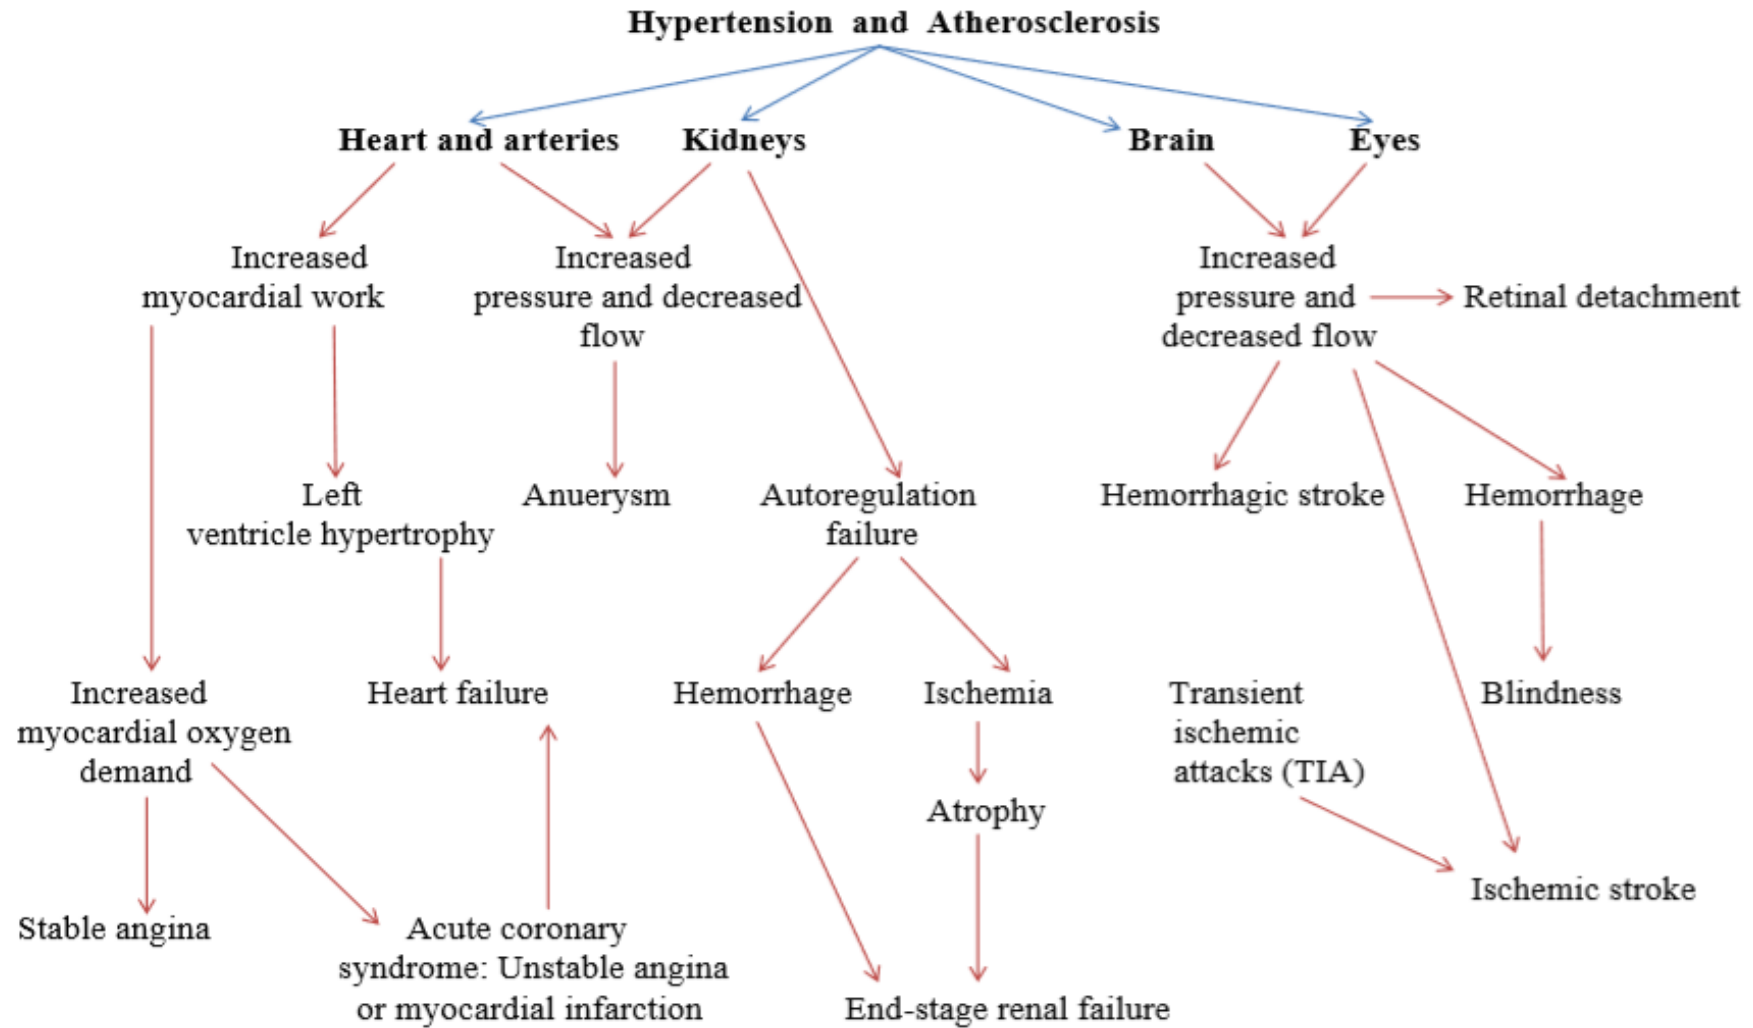 Hypertension and Atherosclerosis
Heart and arteries
Kidneys
Brain
Eyes
Increased
myocardial work
Increased
pressure and decreased
flow
Increased
pressure and
decreased flow
Retinal detachment
Left
ventricle hypertrophy
Anuerysm
Autoregulation
failure
Hemorrhagic stroke
Hemorrhage
Increased
myocardial oxygen
demand
Heart failure
Hemorrhage
Ischemia
Transient
ischemic
attacks (TIA)
Blindness
Atrophy
Ischemic stroke
Stable angina
Acute coronary
syndrome: Unstable angina
or myocardial infarction
End-stage renal failure